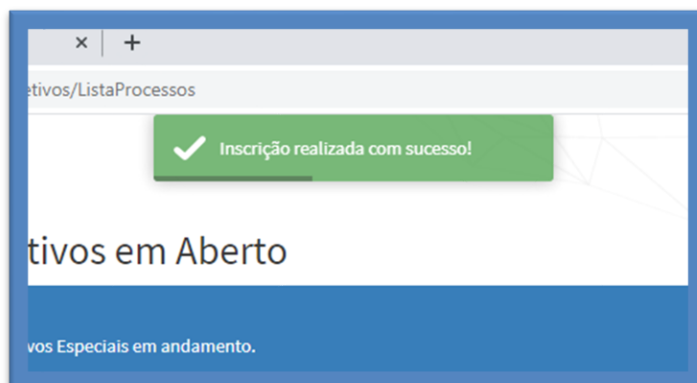 etivos/ListaProcessos
Inscrição realizada com sucesso!
tivos em Aberto
vos Especiais em andamento.